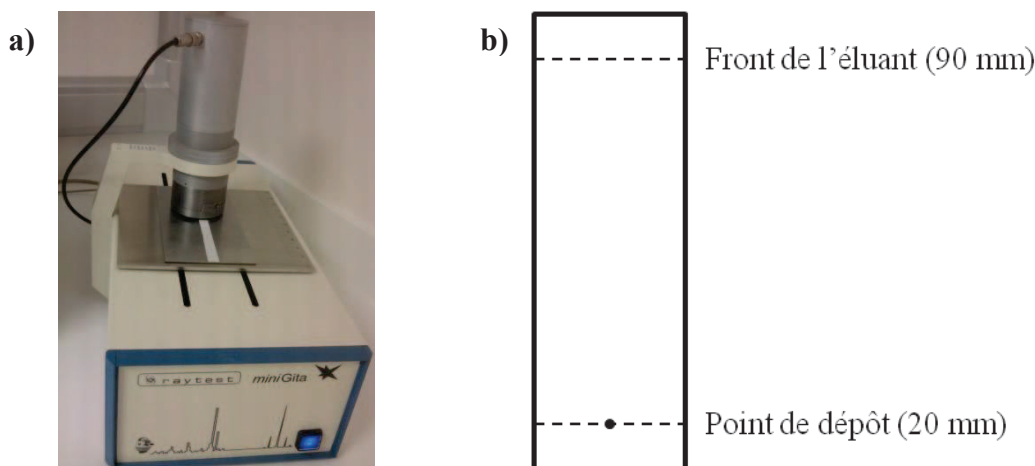 a)
raytest miniGita
b)
Front de l'éluant (90 mm)
Point de dépôt (20 mm)